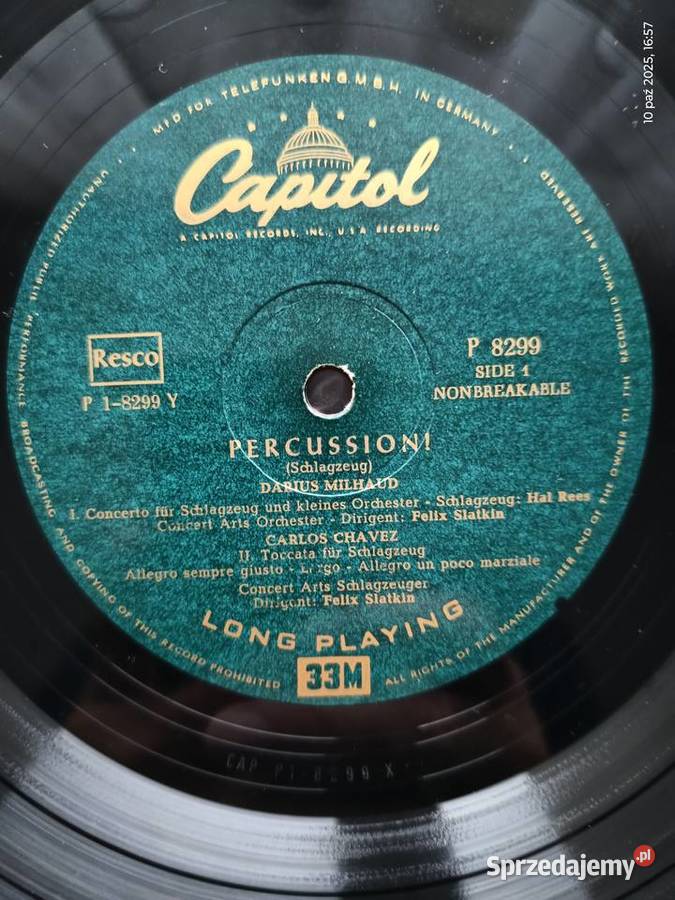 10 paź 2025, 16:57
MF'D FOR TELEFUNKEN G.M.B.H. IN GERMANY
Capitol
A CAPITOL RECORDS, INC., U.S.A. RECORDING
Resco
P 1-8299 Y
P 8299
SIDE 1
NONBREAKABLE
PERCUSSION!
(Schlagzeug)
DARIUS MILHAUD
I. Concerto für Schlagzeug und kleines Orchester - Schlagzeug: Hal Rees
Concert Arts Orchester - Dirigent: Felix Slatkin
CARLOS CHAVEZ
II. Toccata für Schlagzeug
Allegro sempre giusto - Largo - Allegro un poco marziale
Concert Arts Schlagzeuger
Dirigent: Felix Slatkin
LONG PLAYING
33M
UNAUTHORIZED PUBLIC PERFORMANCE BROADCASTING AND COPYING OF THIS RECORD PROHIBITED
ALL RIGHTS OF THE MANUFACTURER AND OF THE OWNER OF THE RECORDED WORK ARE RESERVED
CAP P1-8299 X
Sprzedajemy.pl